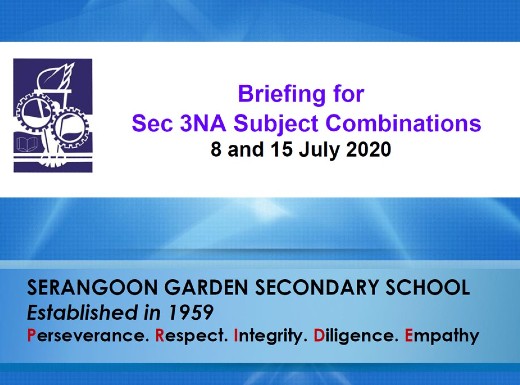 Briefing for
Sec 3NA Subject Combinations
8 and 15 July 2020
SERANGOON GARDEN SECONDARY SCHOOL
Established in 1959
Perseverance. Respect. Integrity. Diligence. Empathy